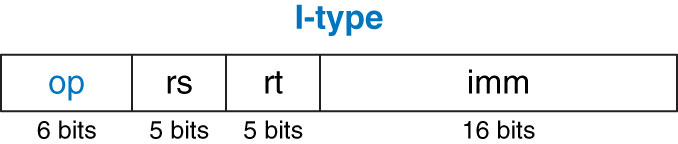 I-type
op rs rt imm
6 bits 5 bits 5 bits 16 bits